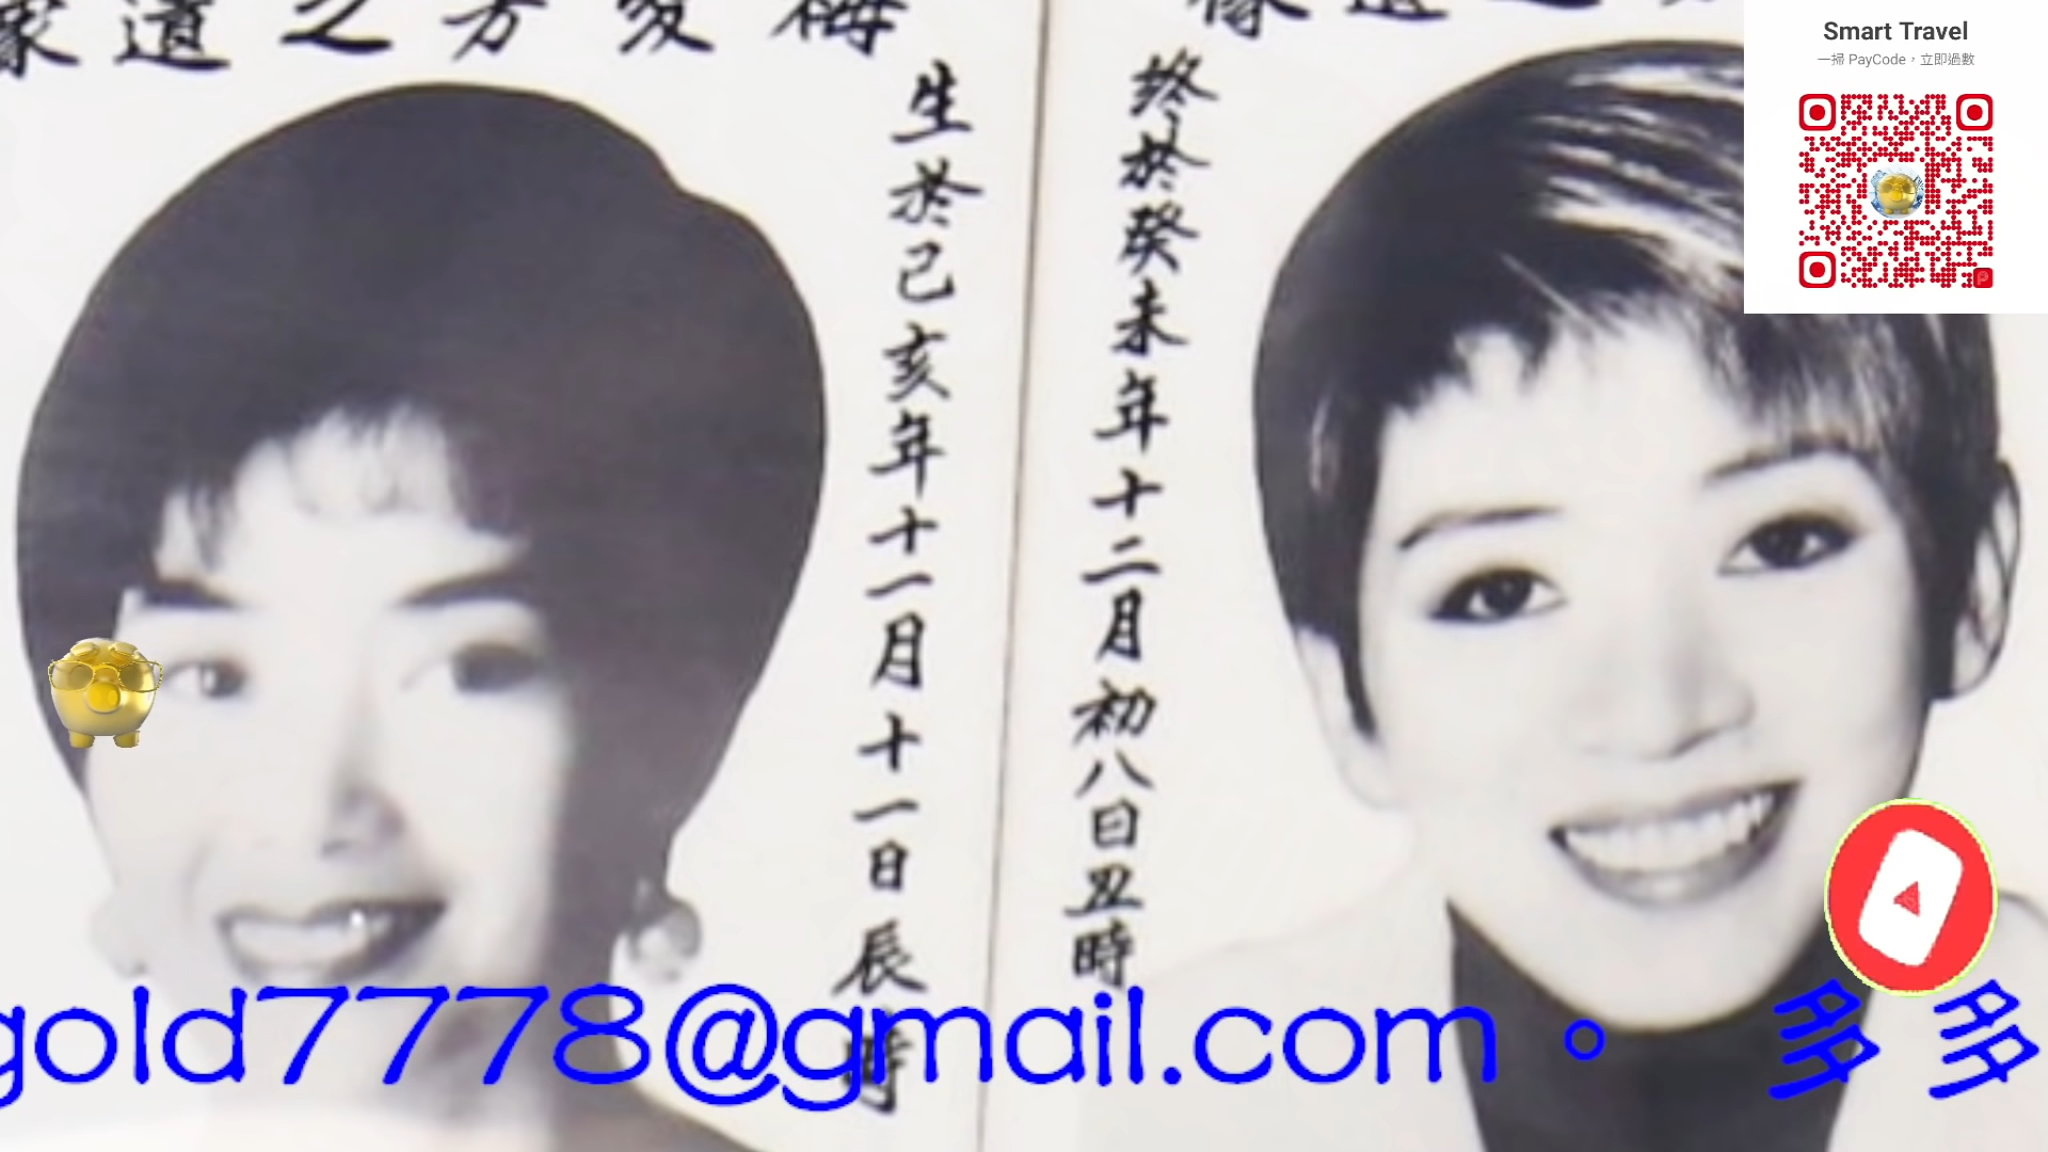 梅愛芳之道像
生於己亥年十一月十一日辰時
終於癸未年十二月初八日丑時
Smart Travel
一掃 PayCode，立即過數
gold7778@gmail.com。 多多